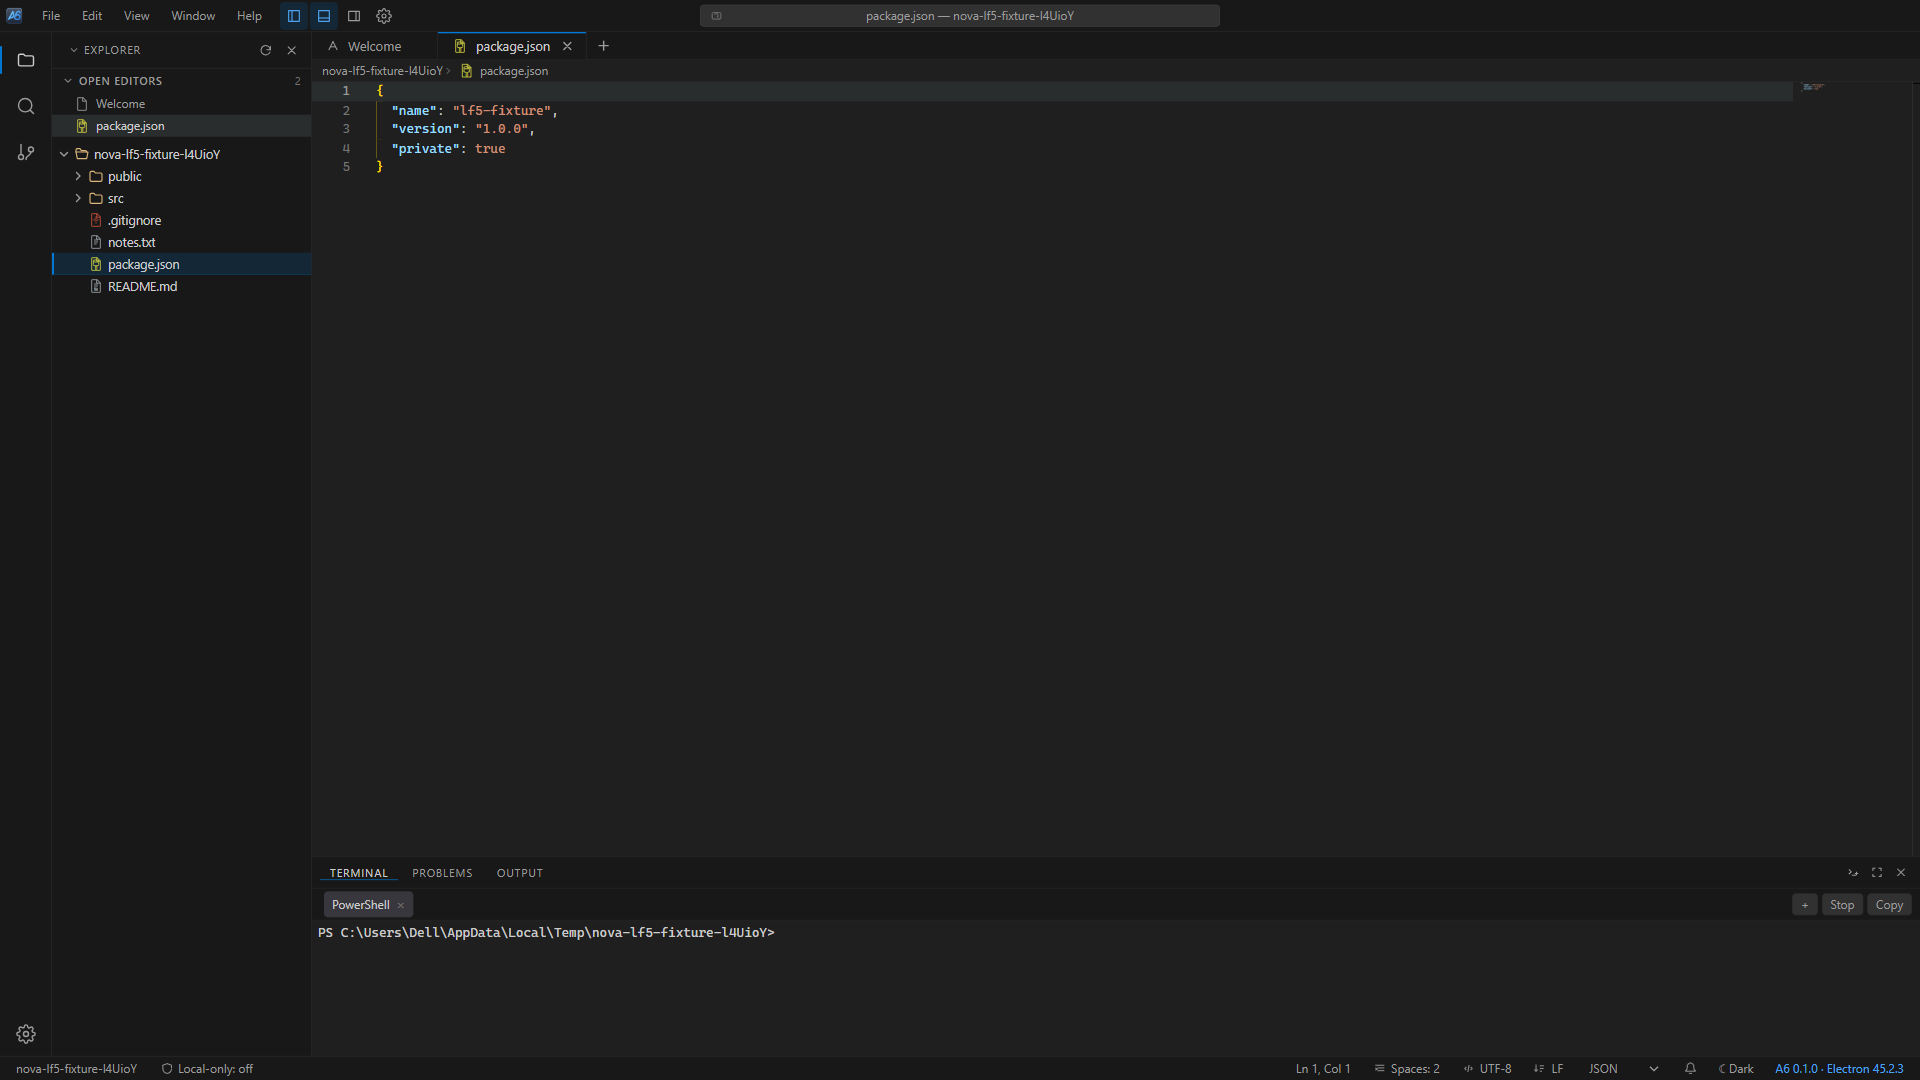 A6 File Edit View Window Help package.json — nova-lf5-fixture-l4UioY
EXPLORER
OPEN EDITORS 2
Welcome
package.json
nova-lf5-fixture-l4UioY
public
src
.gitignore
notes.txt
package.json
README.md
Welcome package.json
nova-lf5-fixture-l4UioY package.json
1 {
2 "name": "lf5-fixture",
3 "version": "1.0.0",
4 "private": true
5 }
TERMINAL PROBLEMS OUTPUT
PowerShell + Stop Copy
PS C:\Users\Dell\AppData\Local\Temp\nova-lf5-fixture-l4UioY>
nova-lf5-fixture-l4UioY Local-only: off Ln 1, Col 1 Spaces: 2 UTF-8 LF JSON Dark A6 0.1.0 · Electron 45.2.3